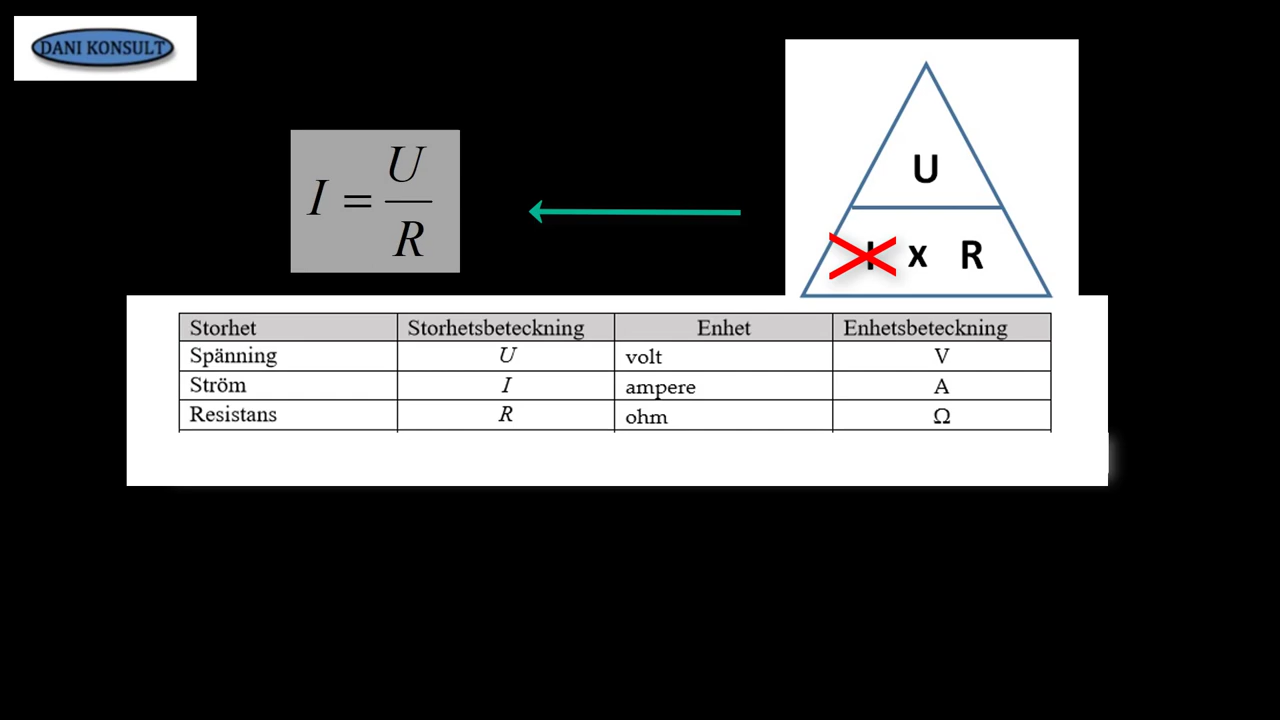 DANI KONSULT
I = U/R
U
I x R
Storhet Storhetsbeteckning Enhet Enhetsbeteckning
Spänning U volt V
Ström I ampere A
Resistans R ohm Ω